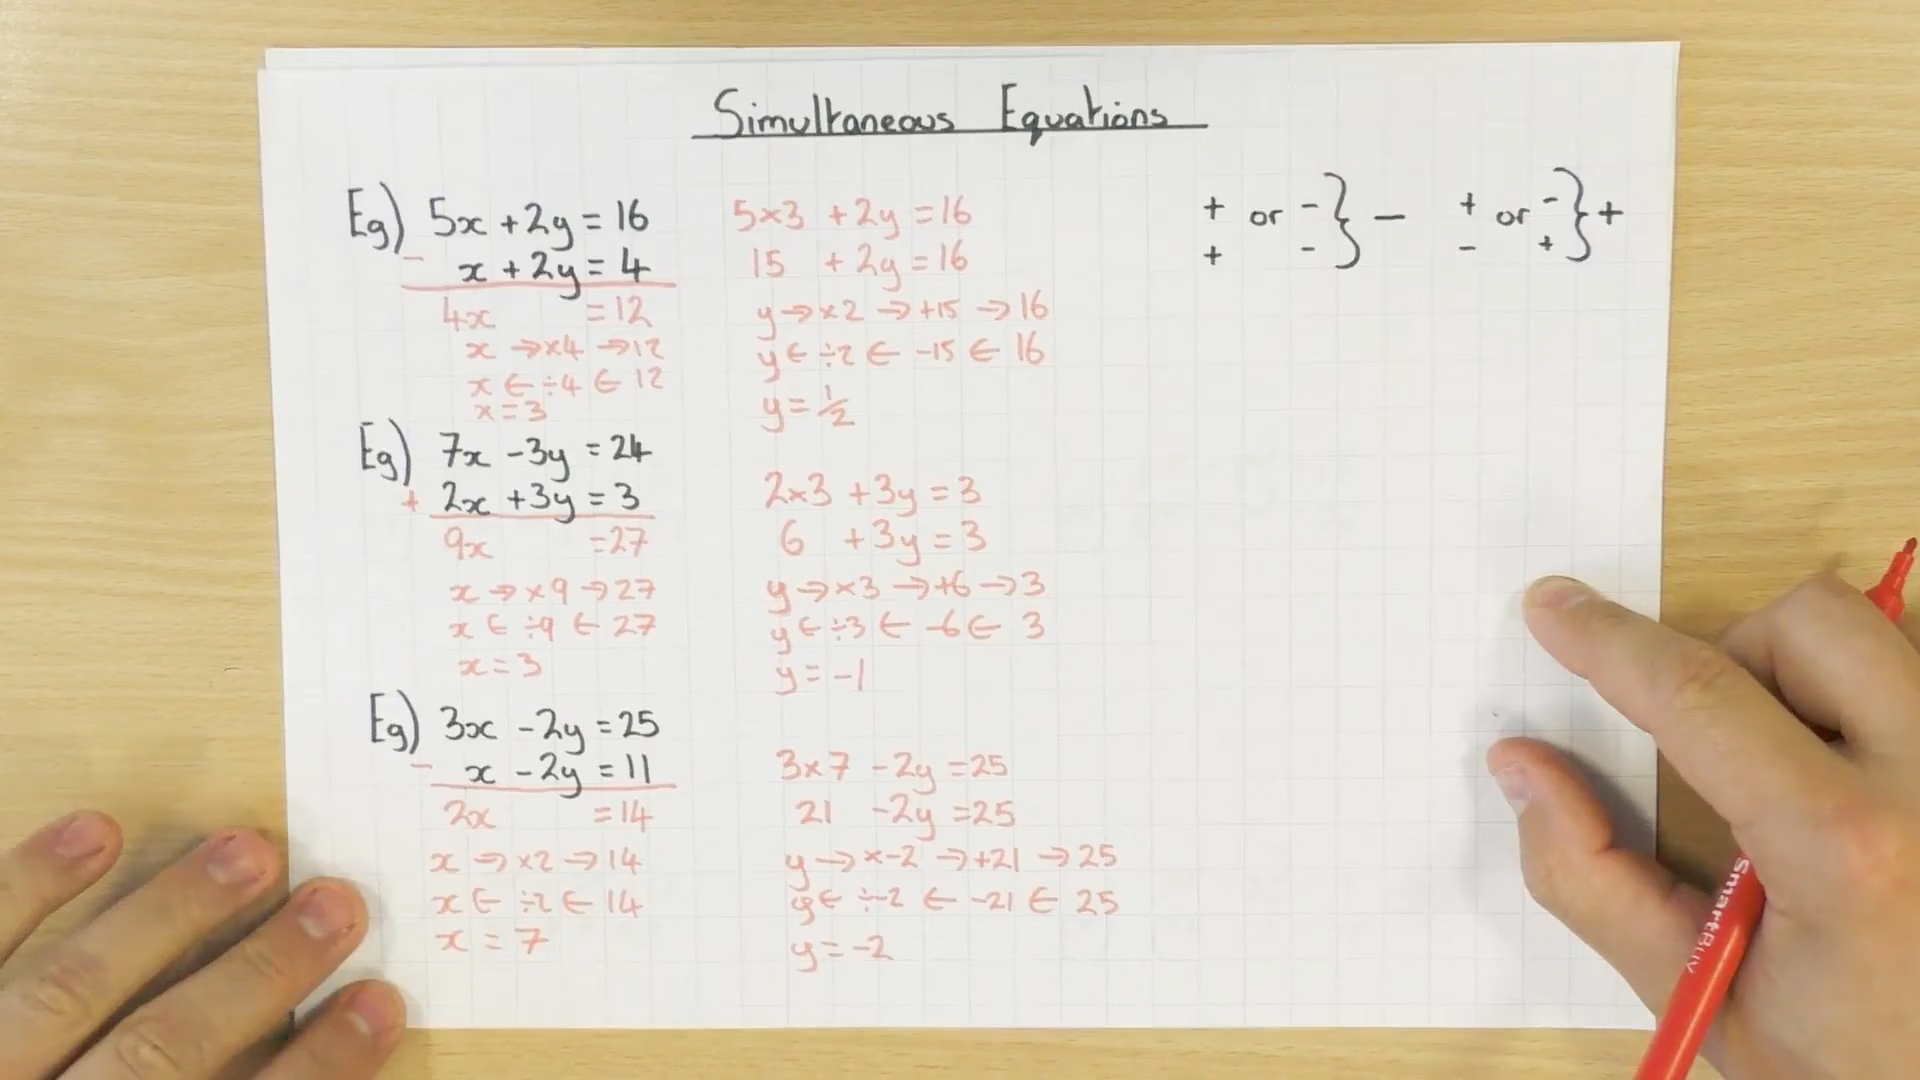 Simultaneous Equations
Eg) 5x + 2y = 16
- x + 2y = 4
4x = 12
x → ×4 → 12
x ← ÷4 ← 12
x = 3
5×3 + 2y = 16
15 + 2y = 16
y → ×2 → +15 → 16
y ← ÷2 ← -15 ← 16
y = 1/2
+ or - } - + or - } +
+ - - +
Eg) 7x - 3y = 24
+ 2x + 3y = 3
9x = 27
x → ×9 → 27
x ← ÷9 ← 27
x = 3
2×3 + 3y = 3
6 + 3y = 3
y → ×3 → +6 → 3
y ← ÷3 ← -6 ← 3
y = -1
Eg) 3x - 2y = 25
- x - 2y = 11
2x = 14
x → ×2 → 14
x ← ÷2 ← 14
x = 7
3×7 - 2y = 25
21 - 2y = 25
y → ×-2 → +21 → 25
y ← ÷-2 ← -21 ← 25
y = -2
SmartBuy